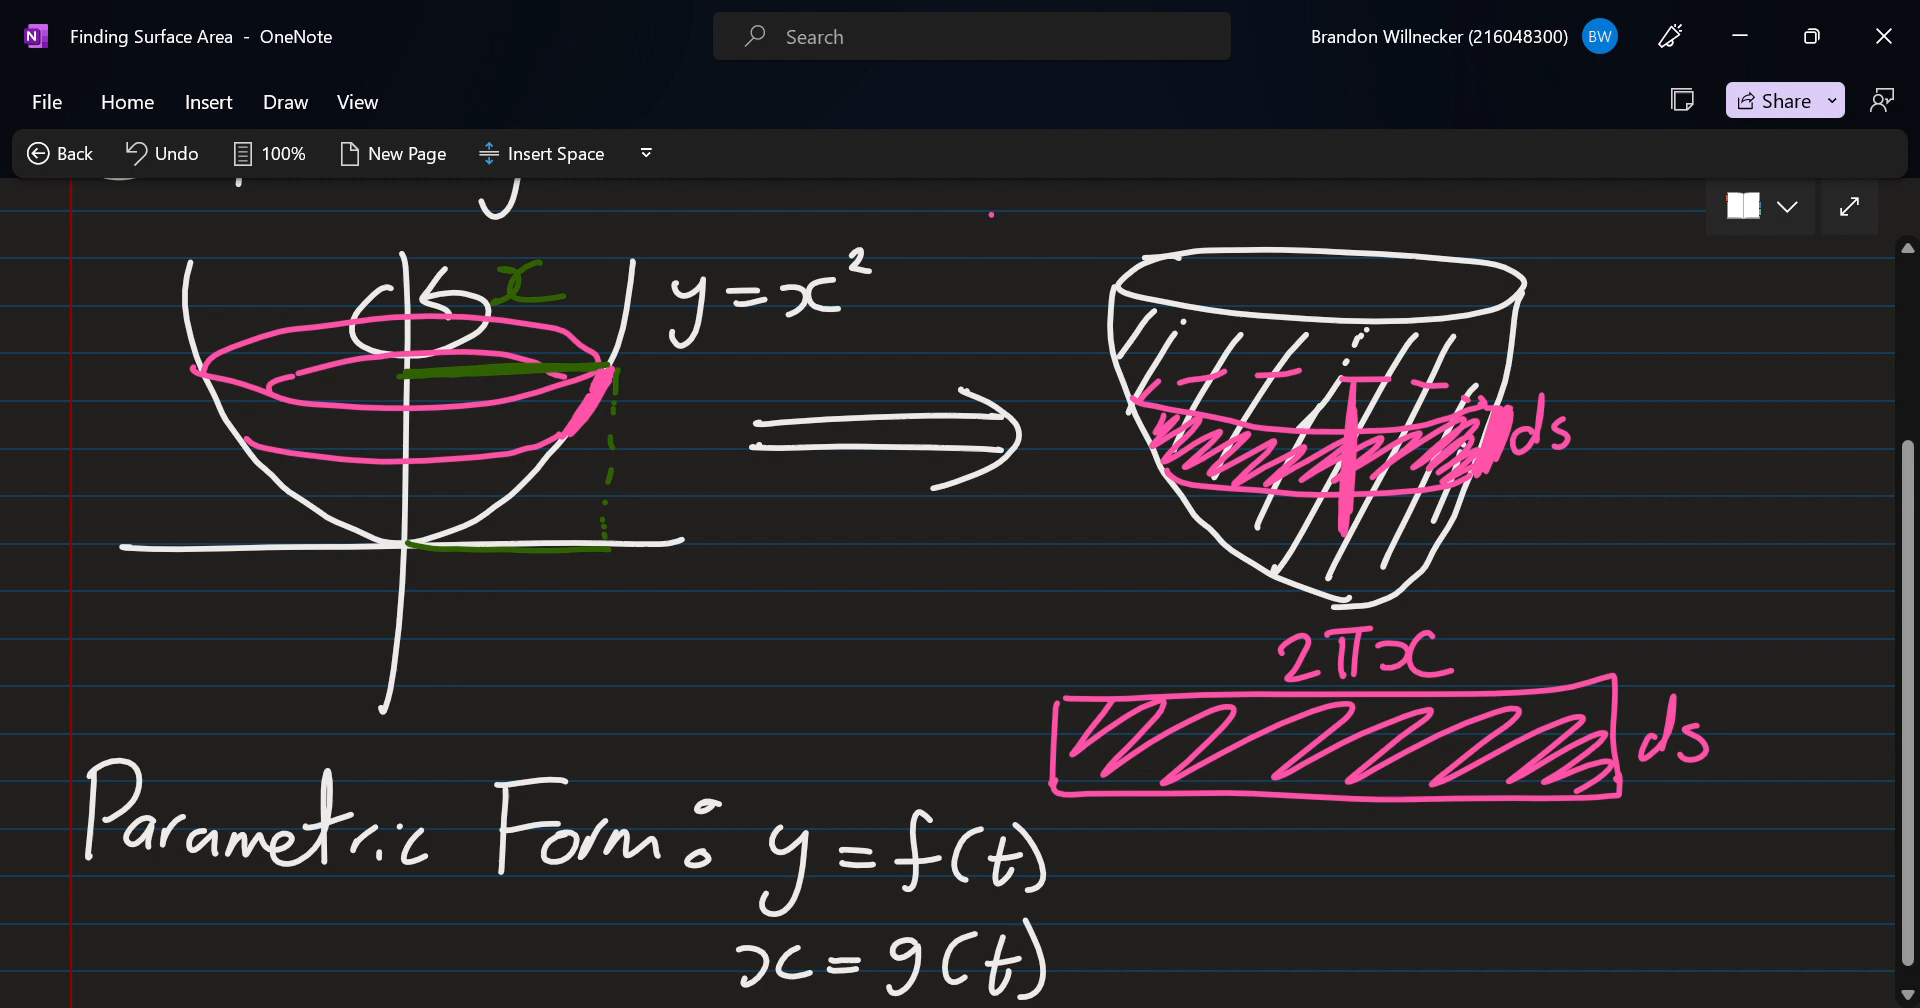 Finding Surface Area - OneNote
Search
Brandon Willnecker (216048300) BW
File Home Insert Draw View
Share
Back Undo 100% New Page Insert Space
x
y = x²
ds
2πx
ds
Parametric Form: y = f(t)
x = g(t)